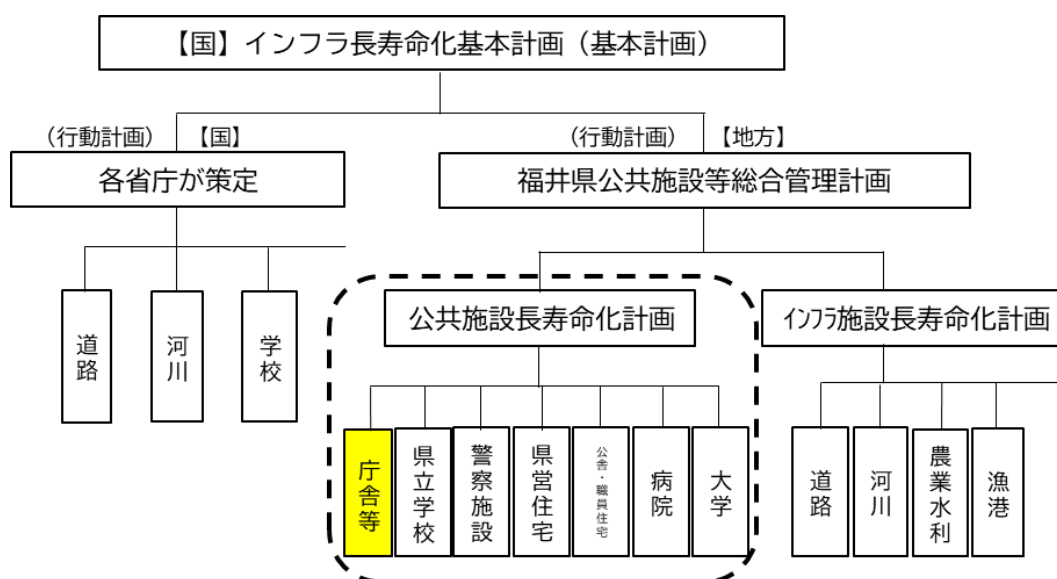 【国】インフラ長寿命化基本計画（基本計画）
（行動計画）【国】
（行動計画）【地方】
各省庁が策定
福井県公共施設等総合管理計画
公共施設長寿命化計画
ｲﾝﾌﾗ施設長寿命化計画
道路
河川
学校
庁舎等
県立学校
警察施設
県営住宅
公舎・職員住宅
病院
大学
道路
河川
農業水利
漁港